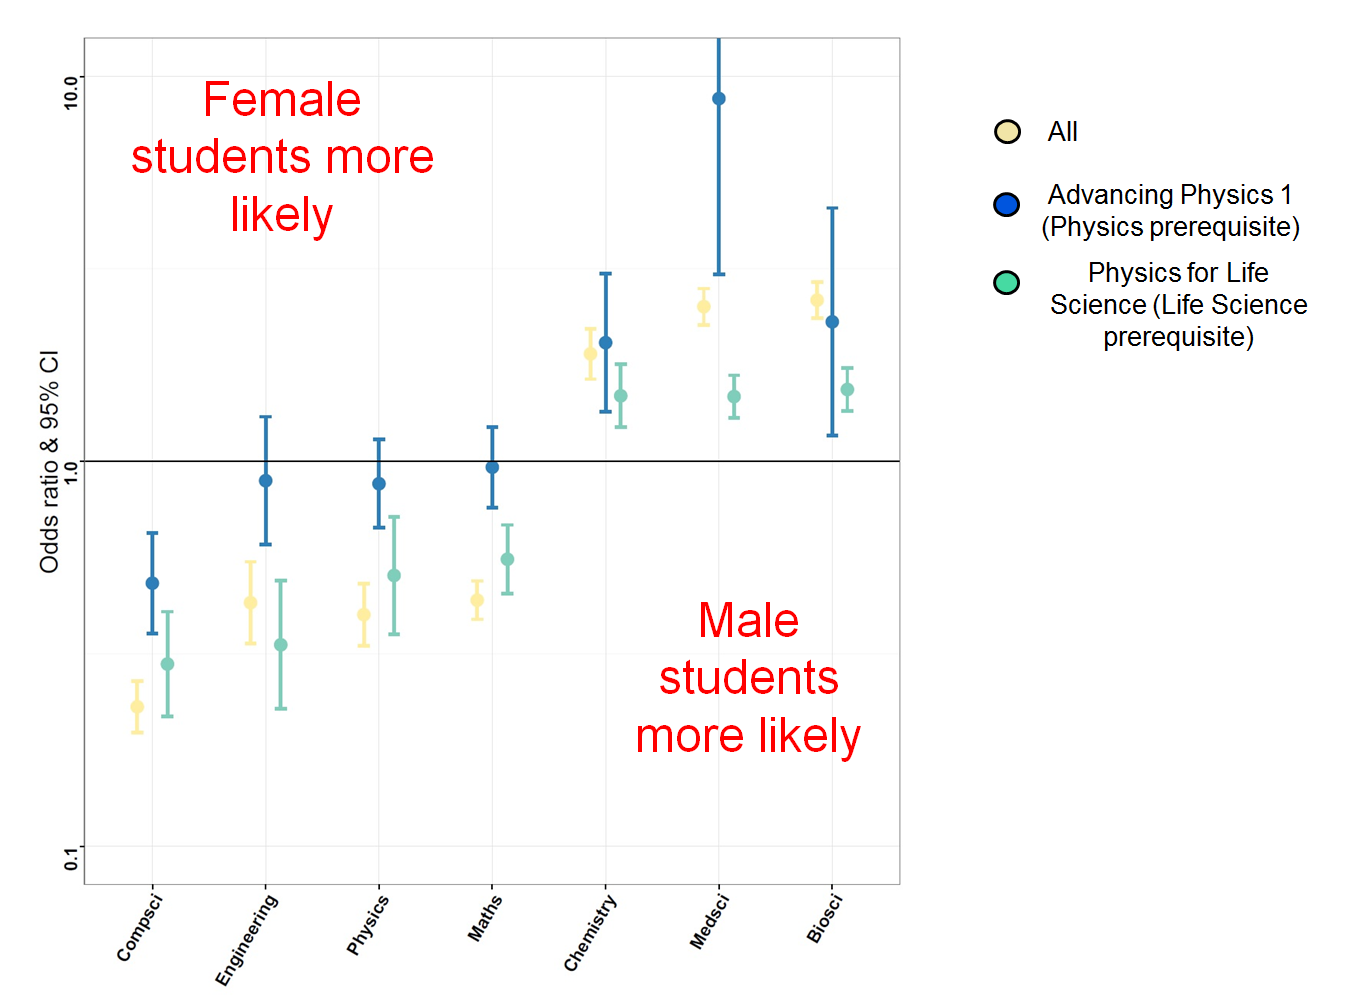 10.0
1.0
0.1
Odds ratio & 95% CI
Female
students more
likely
Male
students
more likely
Compsci
Engineering
Physics
Maths
Chemistry
Medsci
Biosci
All
Advancing Physics 1
(Physics prerequisite)
Physics for Life
Science (Life Science
prerequisite)